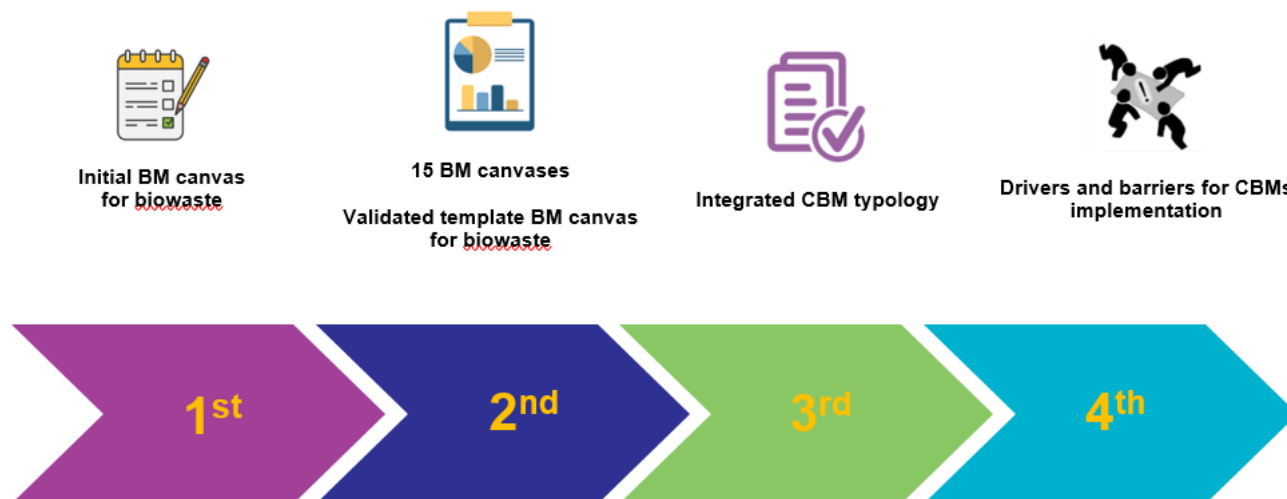 Initial BM canvas
for biowaste
15 BM canvases
Validated template BM canvas
for biowaste
Integrated CBM typology
Drivers and barriers for CBMs
implementation
1st
2nd
3rd
4th